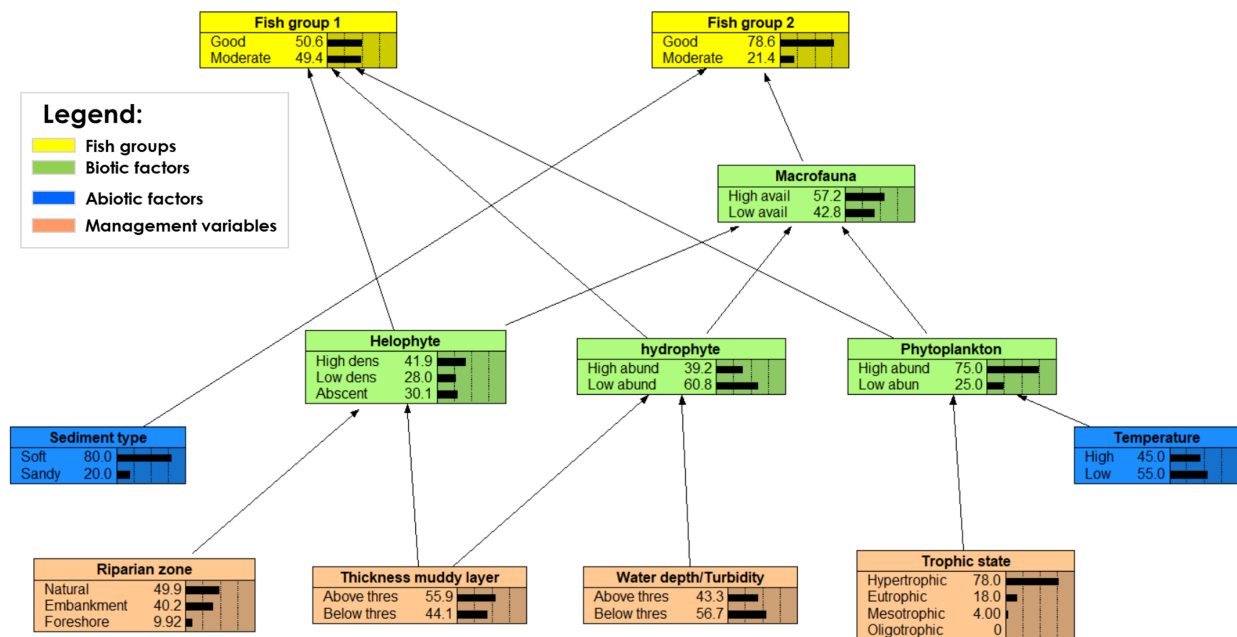 Fish group 1
Good 50.6
Moderate 49.4
Fish group 2
Good 78.6
Moderate 21.4
Legend:
Fish groups
Biotic factors
Abiotic factors
Management variables
Macrofauna
High avail 57.2
Low avail 42.8
Helophyte
High dens 41.9
Low dens 28.0
Abscent 30.1
hydrophyte
High abund 39.2
Low abund 60.8
Phytoplankton
High abund 75.0
Low abun 25.0
Sediment type
Soft 80.0
Sandy 20.0
Temperature
High 45.0
Low 55.0
Riparian zone
Natural 49.9
Embankment 40.2
Foreshore 9.92
Thickness muddy layer
Above thres 55.9
Below thres 44.1
Water depth/Turbidity
Above thres 43.3
Below thres 56.7
Trophic state
Hypertrophic 78.0
Eutrophic 18.0
Mesotrophic 4.00
Oligotrophic 0